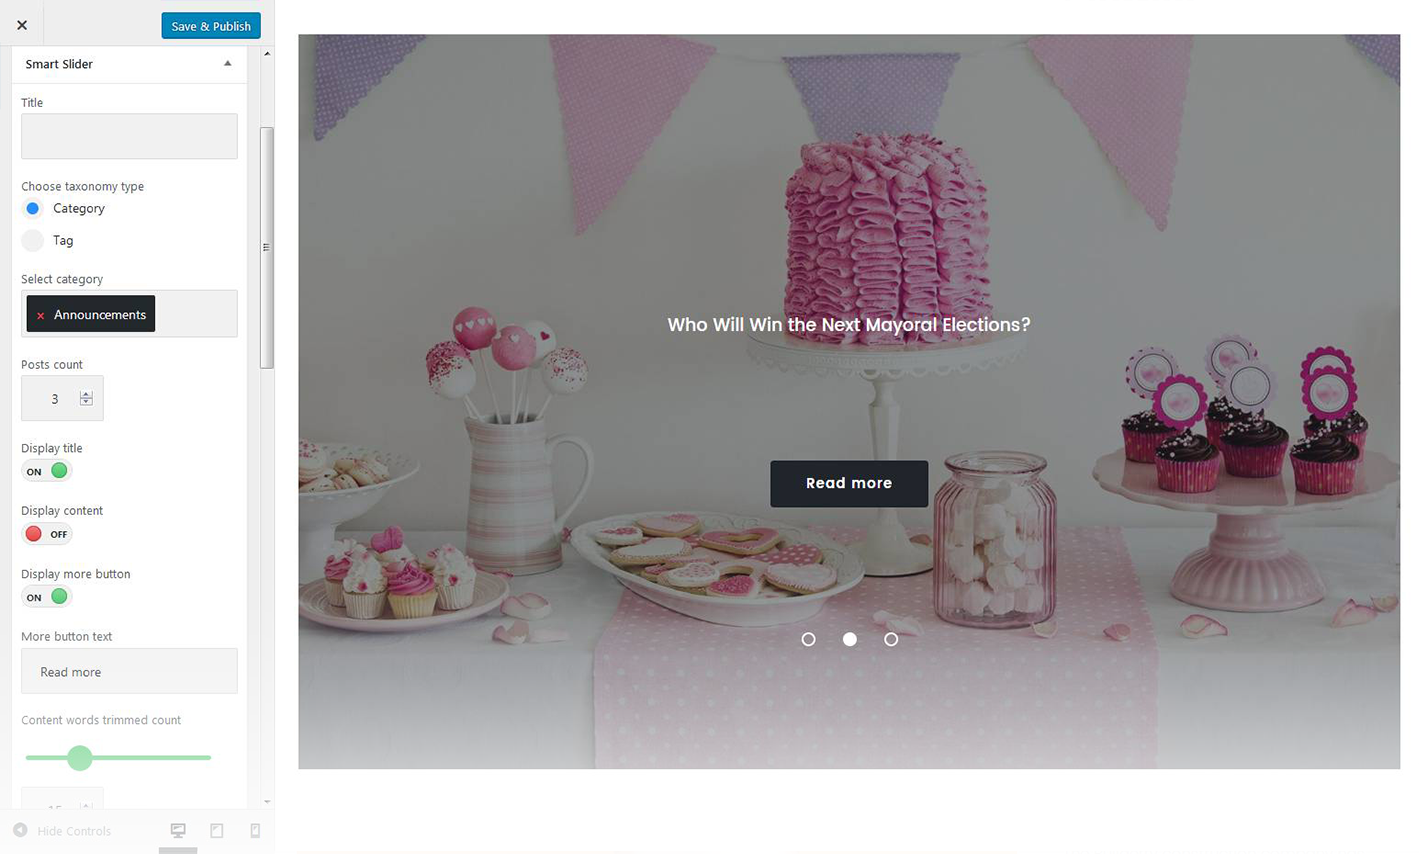 Save & Publish
Smart Slider
Title
Choose taxonomy type
Category
Tag
Select category
× Announcements
Posts count
3
Display title
ON
Display content
OFF
Display more button
ON
More button text
Read more
Content words trimmed count
Hide Controls
Who Will Win the Next Mayoral Elections?
Read more